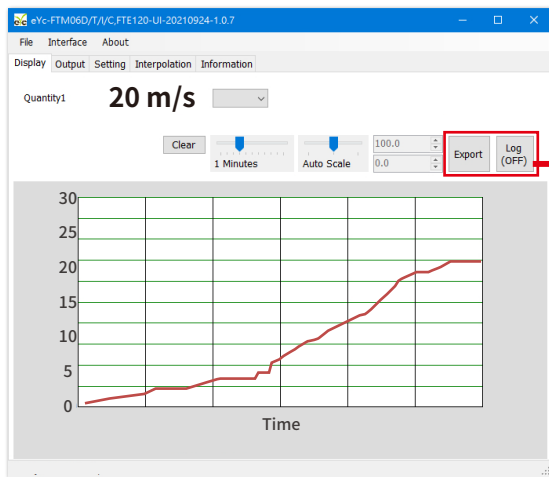 eYc eYc-FTM06D/T/I/C,FTE120-UI-20210924-1.0.7
File Interface About
Display Output Setting Interpolation Information
Quantity1 20 m/s
Clear 1 Minutes Auto Scale 100.0 0.0 Export Log (OFF)
30
25
20
15
10
5
0
Time